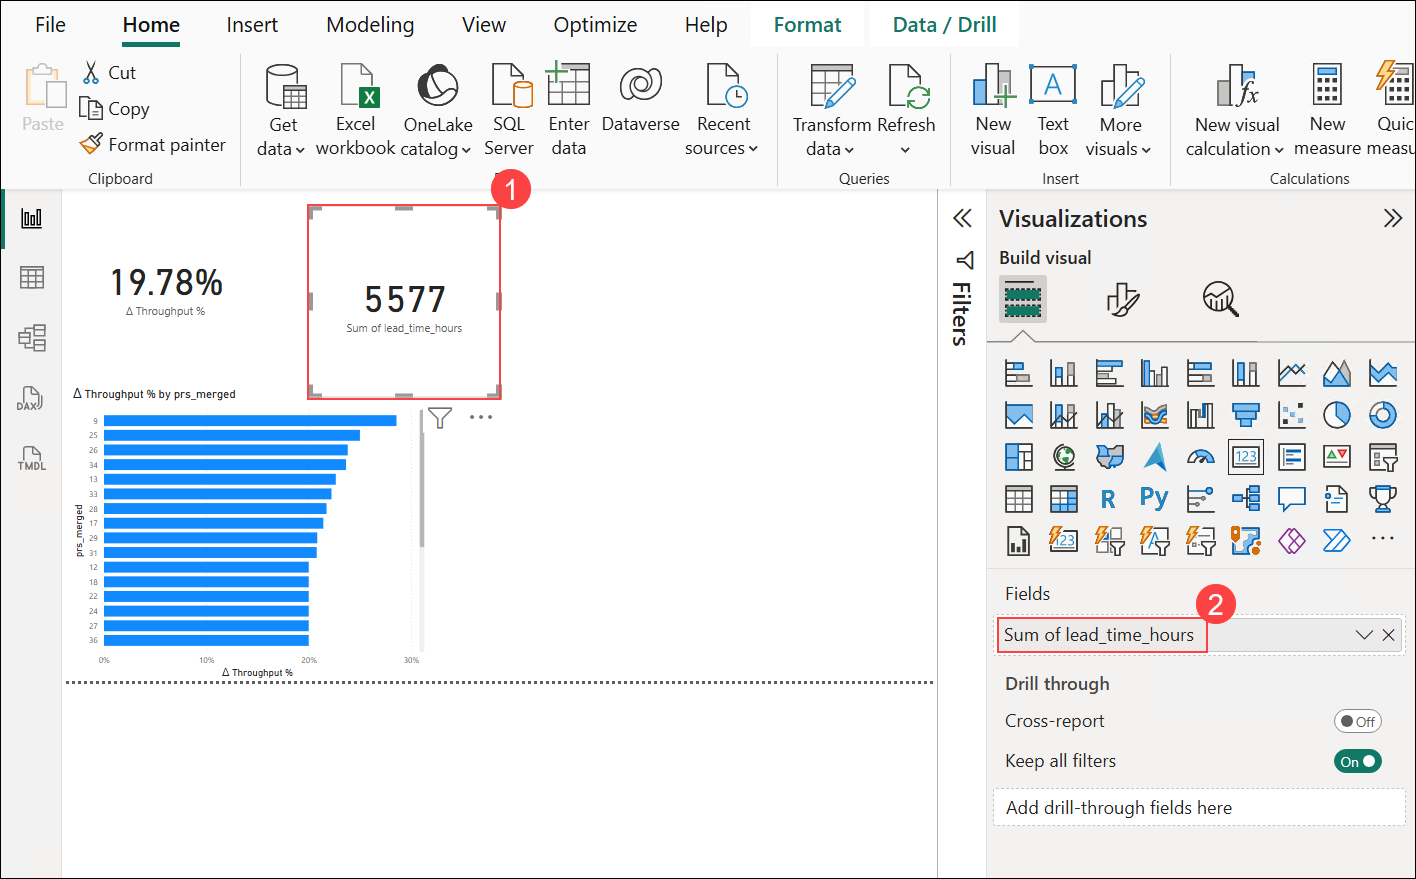 File Home Insert Modeling View Optimize Help Format Data / Drill
Paste
Cut
Copy
Format painter
Clipboard
Get data
Excel workbook
OneLake catalog
SQL Server
Enter data
Dataverse
Recent sources
Transform data
Refresh
Queries
New visual
Text box
More visuals
Insert
New visual calculation
New measure
Quic
measu
Calculations
DAX
TMDL
1
19.78%
Δ Throughput %
5577
Sum of lead_time_hours
Δ Throughput % by prs_merged
prs_merged
9
25
26
34
13
33
28
17
29
31
12
18
22
24
27
36
0% 10% 20% 30%
Δ Throughput %
Filters
Visualizations
Build visual
123
R
Py
123
A
Fields
2
Sum of lead_time_hours
Drill through
Cross-report
Off
Keep all filters
On
Add drill-through fields here